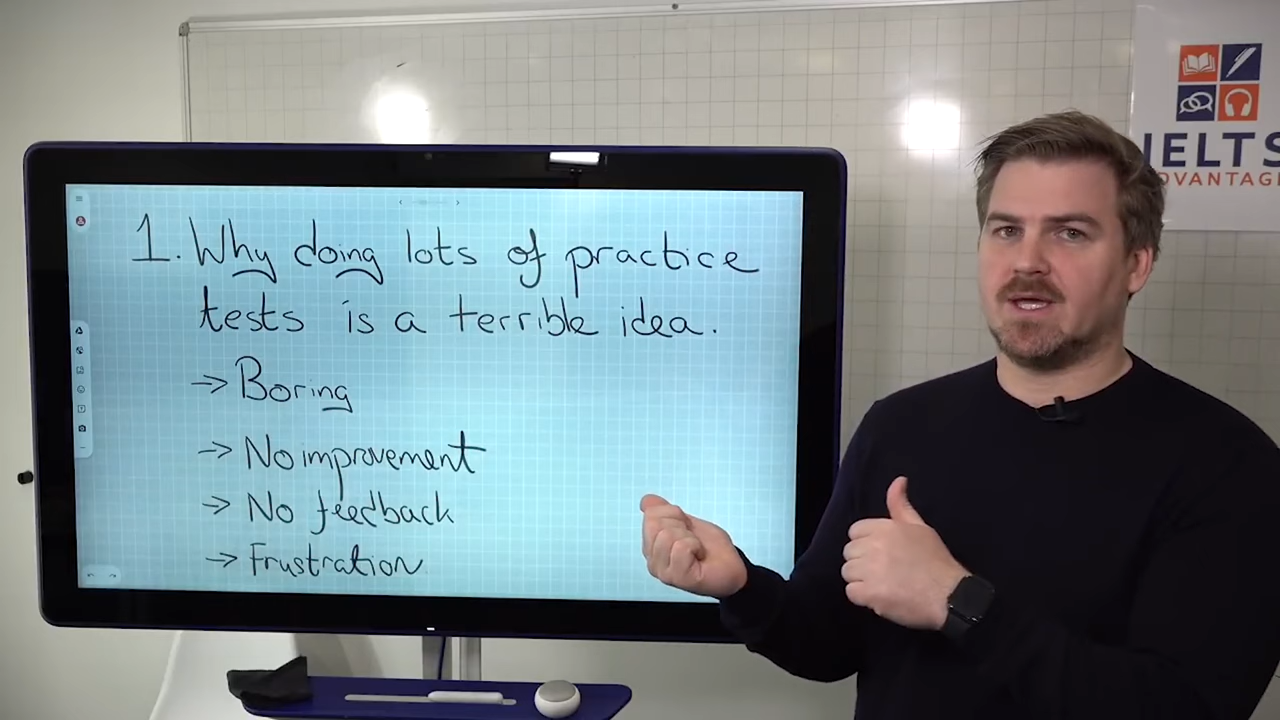 1. Why doing lots of practice
tests is a terrible idea.
→ Boring
→ No improvement
→ No feedback
→ Frustration
IELTS
ADVANTAGE